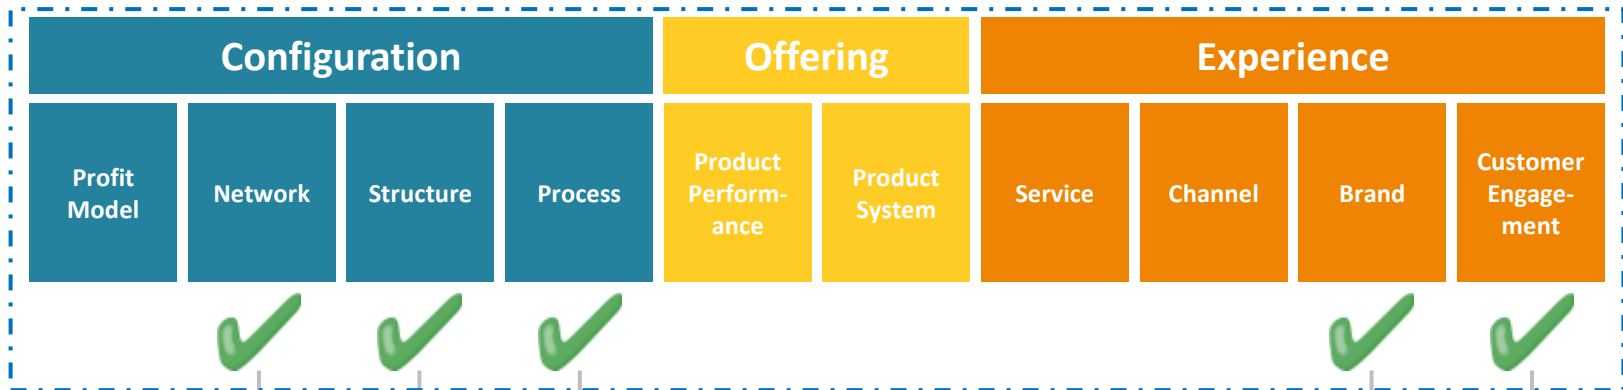 Configuration
Offering
Experience
Profit
Model
Network
Structure
Process
Product
Perform-
ance
Product
System
Service
Channel
Brand
Customer
Engage-
ment